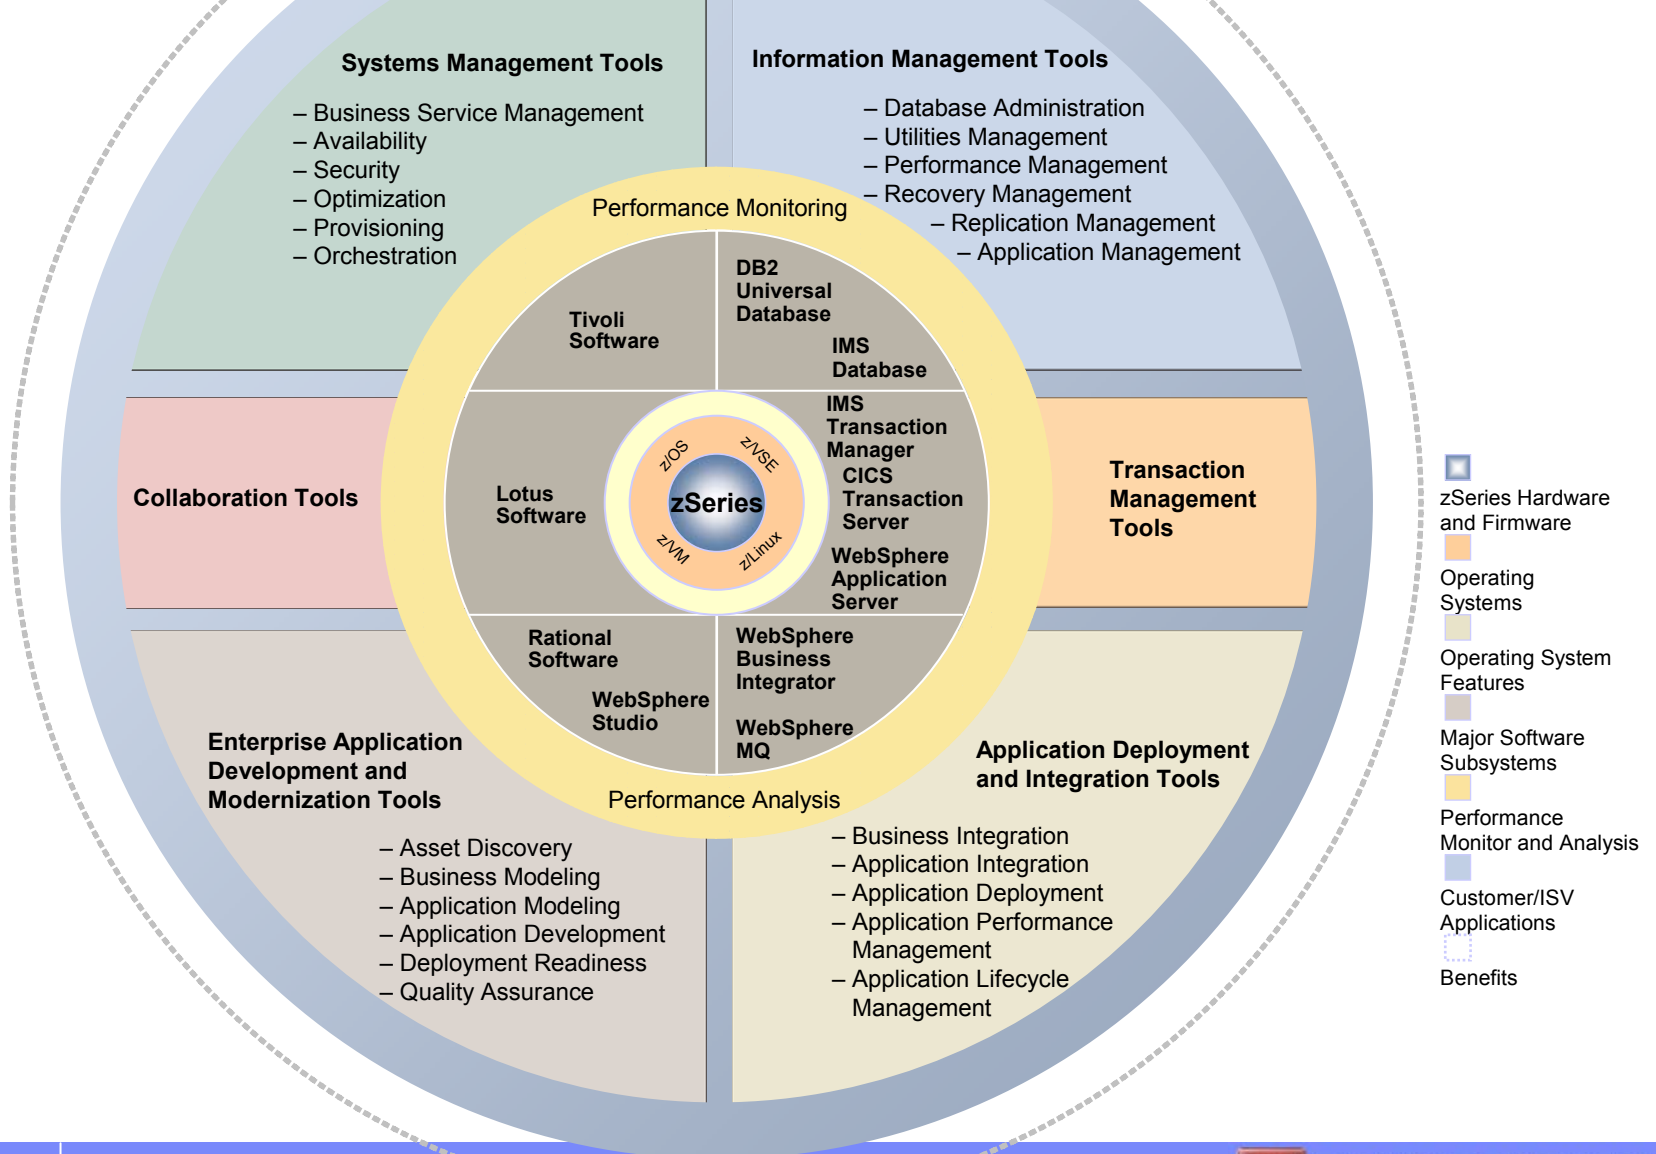 Systems Management Tools
– Business Service Management
– Availability
– Security
– Optimization
– Provisioning
– Orchestration
Information Management Tools
– Database Administration
– Utilities Management
– Performance Management
– Recovery Management
– Replication Management
– Application Management
Performance Monitoring
Tivoli
Software
DB2
Universal
Database
IMS
Database
Collaboration Tools
Lotus
Software
z/OS
z/VSE
zSeries
z/VM
z/Linux
IMS
Transaction
Manager
CICS
Transaction
Server
WebSphere
Application
Server
Transaction
Management
Tools
Rational
Software
WebSphere
Studio
WebSphere
Business
Integrator
WebSphere
MQ
Performance Analysis
Enterprise Application
Development and
Modernization Tools
– Asset Discovery
– Business Modeling
– Application Modeling
– Application Development
– Deployment Readiness
– Quality Assurance
Application Deployment
and Integration Tools
– Business Integration
– Application Integration
– Application Deployment
– Application Performance
Management
– Application Lifecycle
Management
zSeries Hardware
and Firmware
Operating
Systems
Operating System
Features
Major Software
Subsystems
Performance
Monitor and Analysis
Customer/ISV
Applications
Benefits